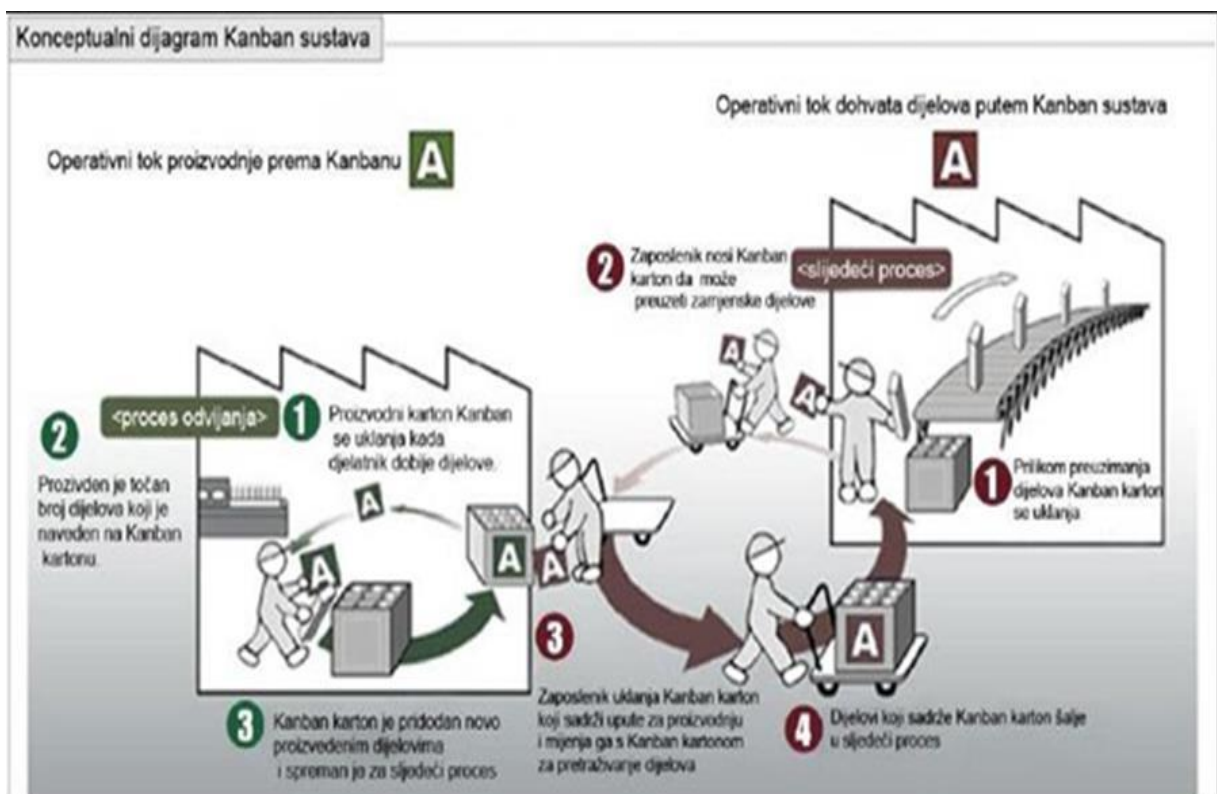 Konceptualni dijagram Kanban sustava
Operativni tok dohvata dijelova putem Kanban sustava
A
Operativni tok proizvodnje prema Kanbanu A
2 Zaposlenik nosi Kanban
karton da može
preuzeti zamjenske dijelove
<slijedeći proces>
A
A
<proces odvijanja>
1 Proizvodni karton Kanban
se uklanja kada
djelatnik dobije dijelove.
2
Prozivden je točan
broj dijelova koji je
naveden na Kanban
kartonu.
1 Prilikom preuzimanja
dijelova Kanban karton
se uklanja
A
A
A
A
A
3
Zaposlenik uklanja Kanban karton
koji sadrži upute za proizvodnju
i mijenja ga s Kanban kartonom
za pretraživanje dijelova
3 Kanban karton je pridodan novo
proizvedenim dijelovima
i spreman je za sljedeći proces
4 Dijelovi koji sadrže Kanban karton šalje
u sljedeći proces